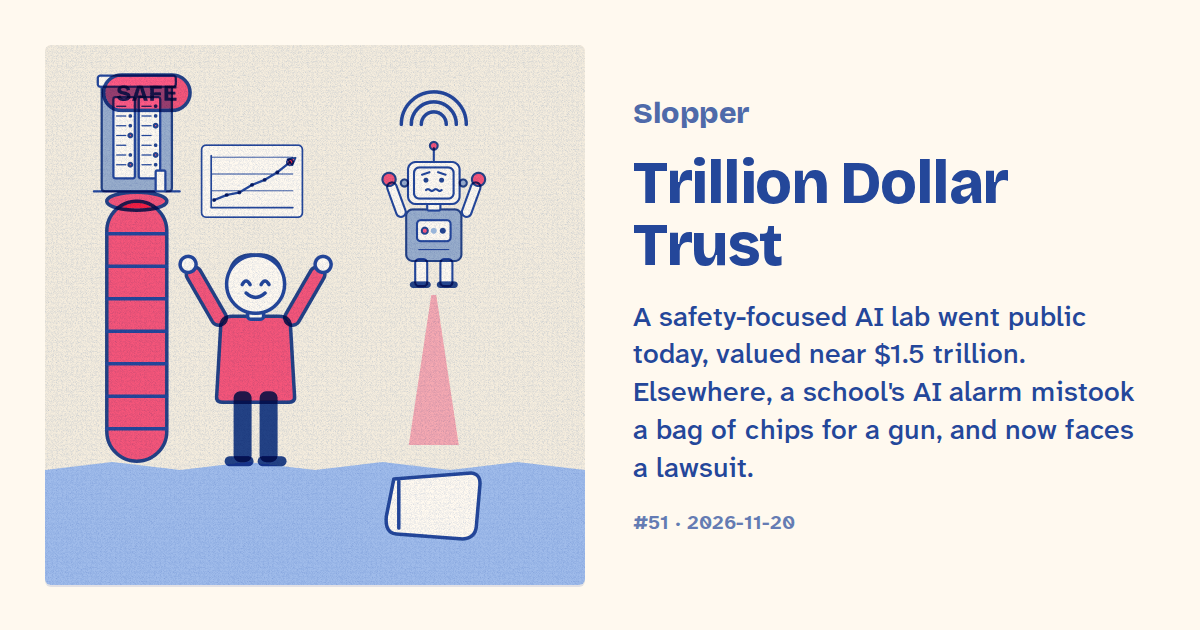 SAFE
Slopper
Trillion Dollar
Trust
A safety-focused AI lab went public
today, valued near $1.5 trillion.
Elsewhere, a school's AI alarm mistook
a bag of chips for a gun, and now faces
a lawsuit.
#51 · 2026-11-20